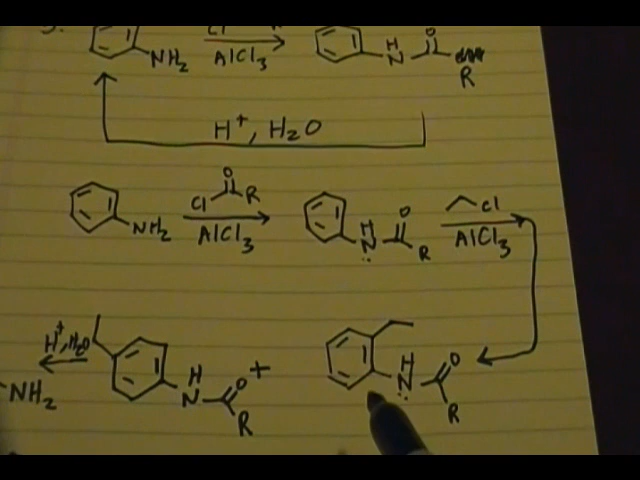 NH2 AlCl3 H N O R
H+, H2O
NH2 Cl O R AlCl3 H N O R Cl AlCl3
NH2 H+, H2O H N O R + H N O R